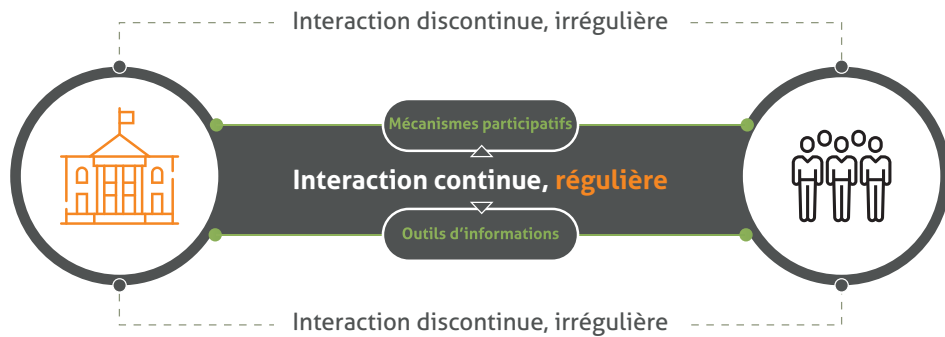 Interaction discontinue, irrégulière
Mécanismes participatifs
Interaction continue, régulière
Outils d’informations
Interaction discontinue, irrégulière